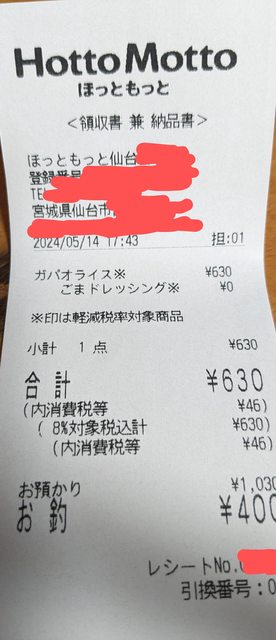 Hotto Motto
ほっともっと
<領収書 兼 納品書>
ほっともっと仙台
登録番号
TE
宮城県仙台市
2024/05/14 17:43 担:01
ガパオライス※ ¥630
ごまドレッシング※ ¥0
※印は軽減税率対象商品
小計 1 点 ¥630
合 計 ¥630
(内消費税等 ¥46)
( 8%対象税込計 ¥630)
(内消費税等 ¥46)
お預かり ¥1,030
お 釣 ¥400
レシートNo.
引換番号:0